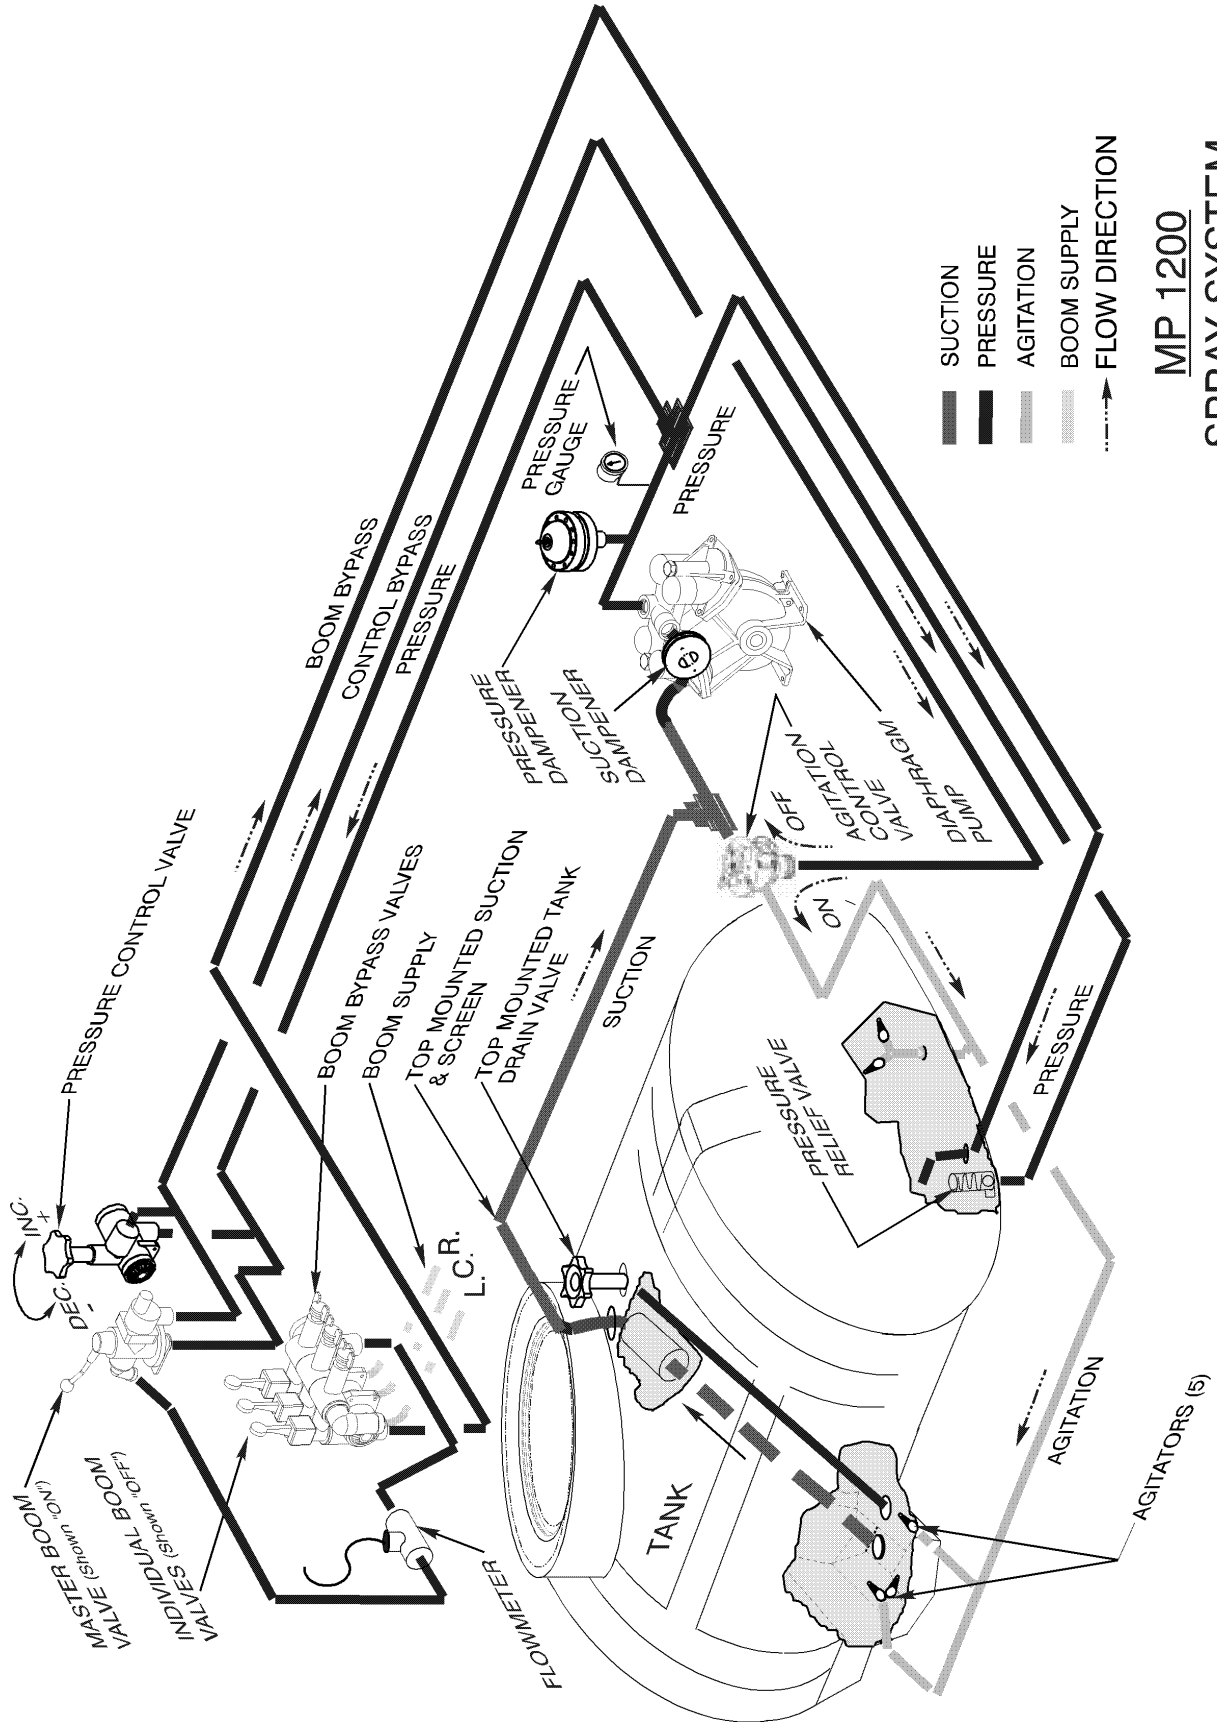 MP 1200
SPRAY SYSTEM
SUCTION
PRESSURE
AGITATION
BOOM SUPPLY
FLOW DIRECTION
MASTER BOOM
VALVE (Shown "ON")
INDIVIDUAL BOOM
VALVES (Shown "OFF")
FLOWMETER
DEC.
-
INC.
+
PRESSURE CONTROL VALVE
BOOM BYPASS VALVES
BOOM SUPPLY
TOP MOUNTED SUCTION
& SCREEN
TOP MOUNTED TANK
DRAIN VALVE
L.
C.
R.
BOOM BYPASS
CONTROL BYPASS
PRESSURE
SUCTION
PRESSURE
DAMPENER
SUCTION
DAMPENER
PRESSURE
GAUGE
PRESSURE
OFF
ON
AGITATION
CONTROL
VALVE
DIAPHRAGM
PUMP
PRESSURE
RELIEF VALVE
PRESSURE
TANK
AGITATION
AGITATORS (5)